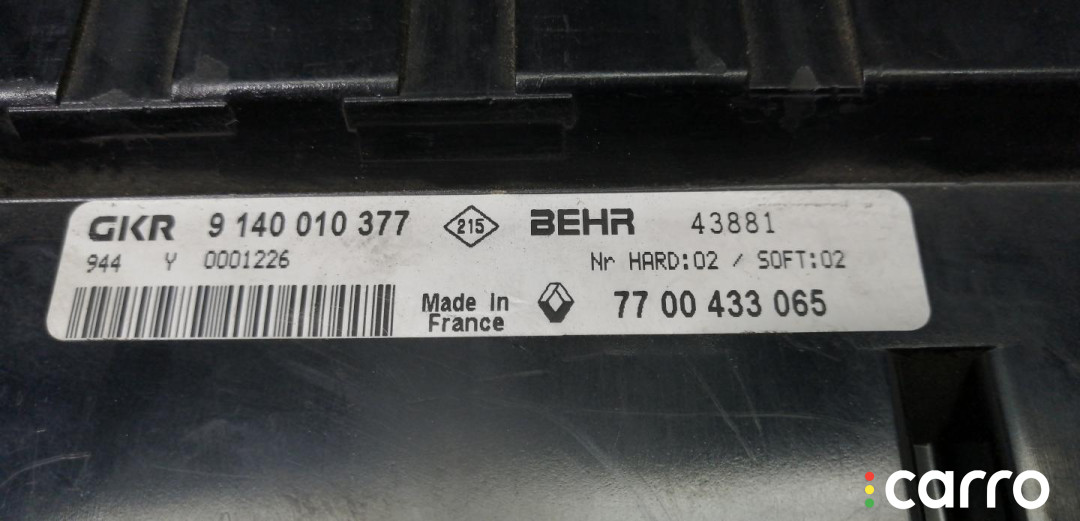 GKR 9 140 010 377 215 BEHR 43881
944 Y 0001226 Nr HARD:02 / SOFT:02
Made in France 77 00 433 065
carro